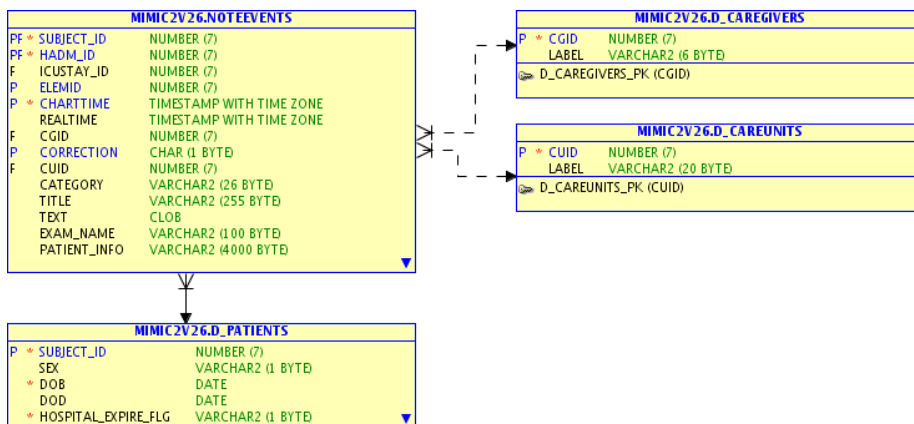 MIMIC2V26.NOTEEVENTS
PF * SUBJECT_ID NUMBER (7)
PF * HADM_ID NUMBER (7)
F ICUSTAY_ID NUMBER (7)
P ELEMID NUMBER (7)
P * CHARTTIME TIMESTAMP WITH TIME ZONE
REALTIME TIMESTAMP WITH TIME ZONE
F CGID NUMBER (7)
P CORRECTION CHAR (1 BYTE)
F CUID NUMBER (7)
CATEGORY VARCHAR2 (26 BYTE)
TITLE VARCHAR2 (255 BYTE)
TEXT CLOB
EXAM_NAME VARCHAR2 (100 BYTE)
PATIENT_INFO VARCHAR2 (4000 BYTE)
MIMIC2V26.D_CAREGIVERS
P * CGID NUMBER (7)
LABEL VARCHAR2 (6 BYTE)
D_CAREGIVERS_PK (CGID)
MIMIC2V26.D_CAREUNITS
P * CUID NUMBER (7)
LABEL VARCHAR2 (20 BYTE)
D_CAREUNITS_PK (CUID)
MIMIC2V26.D_PATIENTS
P * SUBJECT_ID NUMBER (7)
SEX VARCHAR2 (1 BYTE)
* DOB DATE
DOD DATE
* HOSPITAL_EXPIRE_FLG VARCHAR2 (1 BYTE)